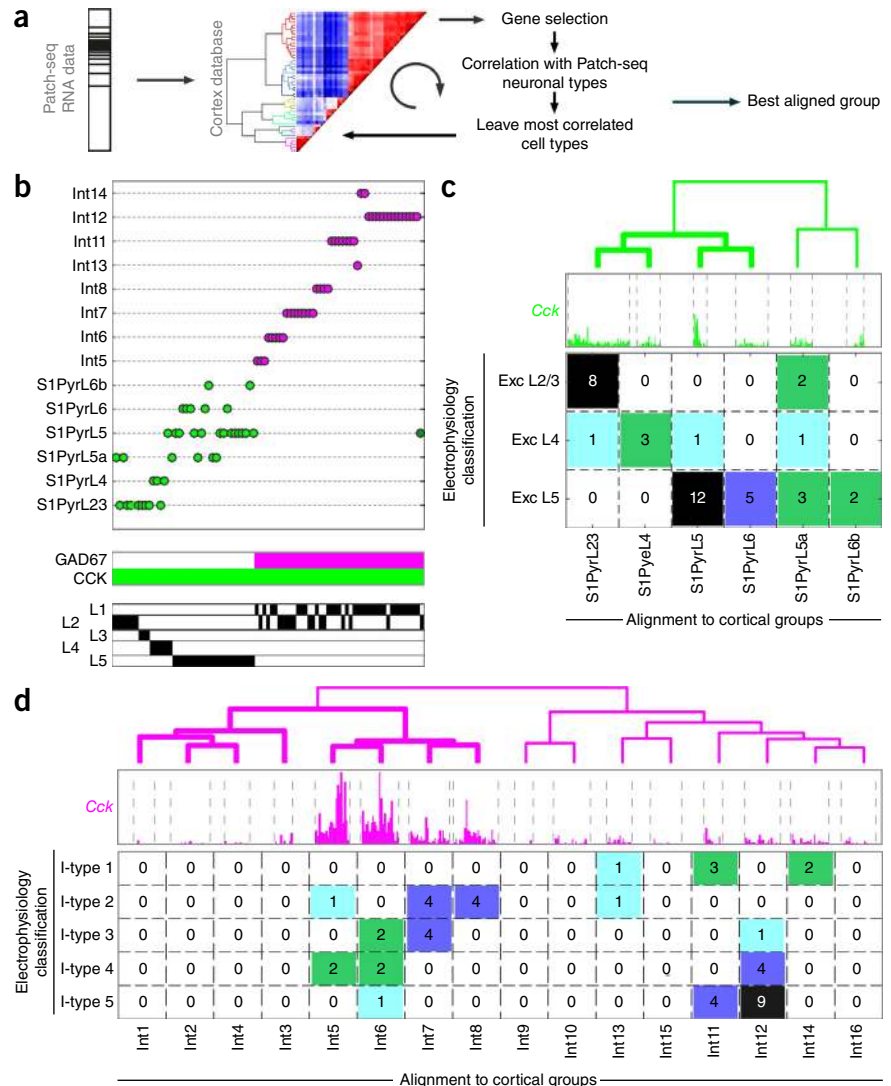 a
Patch-seq
RNA data
Cortex database
Gene selection
Correlation with Patch-seq
neuronal types
Leave most correlated
cell types
Best aligned group
b
Int14
Int12
Int11
Int13
Int8
Int7
Int6
Int5
S1PyrL6b
S1PyrL6
S1PyrL5
S1PyrL5a
S1PyrL4
S1PyrL23
GAD67
CCK
L1
L2
L3
L4
L5
c
Cck
Electrophysiology
classification
Exc L2/3 8 0 0 0 2 0
Exc L4 1 3 1 0 1 0
Exc L5 0 0 12 5 3 2
S1PyrL23 S1PyeL4 S1PyrL5 S1PyrL6 S1PyrL5a S1PyrL6b
Alignment to cortical groups
d
Cck
Electrophysiology
classification
I-type 1 0 0 0 0 0 0 0 0 0 0 1 0 3 0 2 0
I-type 2 0 0 0 0 1 0 4 4 0 0 1 0 0 0 0 0
I-type 3 0 0 0 0 0 2 4 0 0 0 0 0 0 1 0 0
I-type 4 0 0 0 0 2 2 0 0 0 0 0 0 0 4 0 0
I-type 5 0 0 0 0 0 1 0 0 0 0 0 0 4 9 0 0
Int1 Int2 Int4 Int3 Int5 Int6 Int7 Int8 Int9 Int10 Int13 Int15 Int11 Int12 Int14 Int16
Alignment to cortical groups